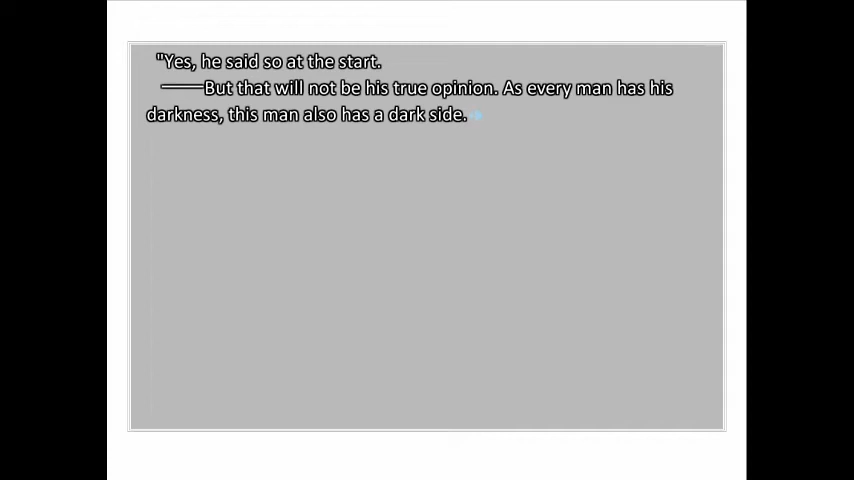 "Yes, he said so at the start.
———But that will not be his true opinion. As every man has his
darkness, this man also has a dark side.